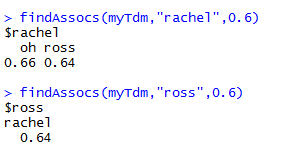 > findAssocs(myTdm,"rachel",0.6)
$rachel
oh ross
0.66 0.64
> findAssocs(myTdm,"ross",0.6)
$ross
rachel
0.64